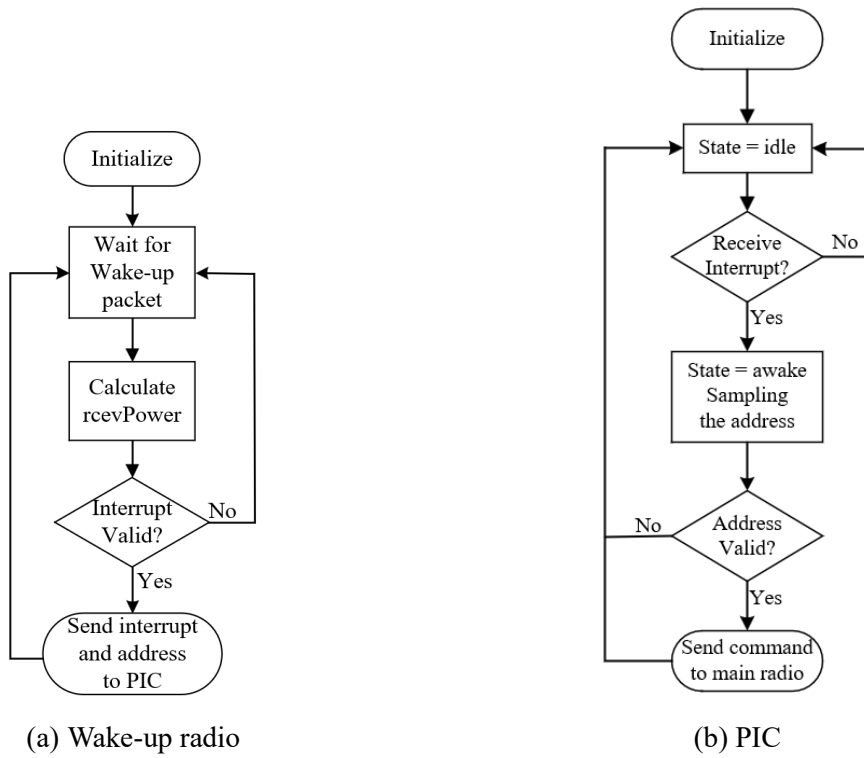 Initialize
Wait for
Wake-up
packet
Calculate
rcevPower
Interrupt
Valid?
No
Yes
Send interrupt
and address
to PIC
(a) Wake-up radio
Initialize
State = idle
Receive
Interrupt?
No
Yes
State = awake
Sampling
the address
Address
Valid?
No
Yes
Send command
to main radio
(b) PIC